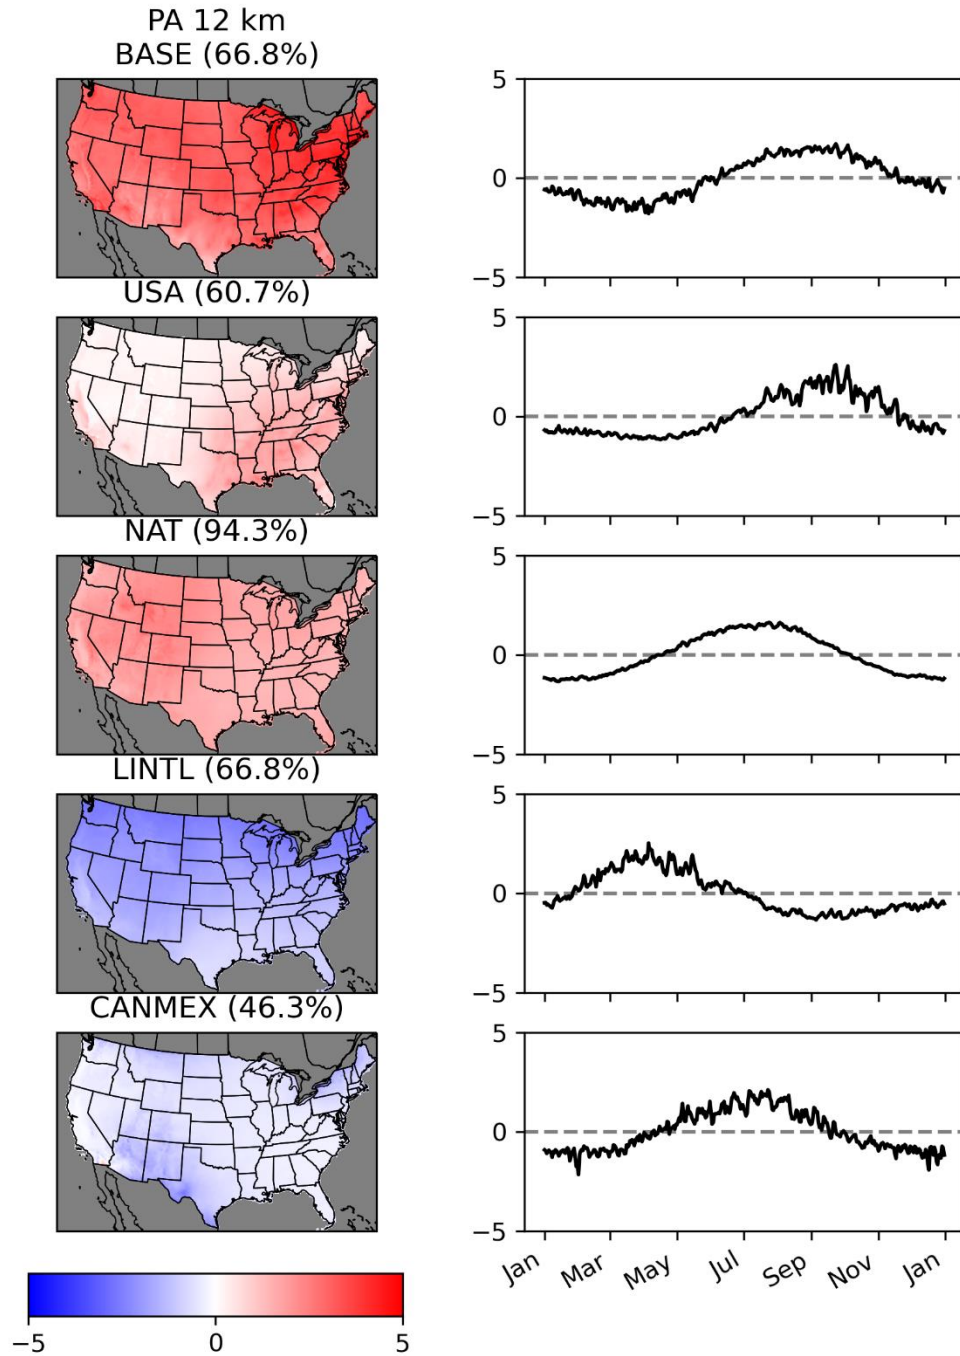 PA 12 km
BASE (66.8%)
5
0
−5
USA (60.7%)
5
0
−5
NAT (94.3%)
5
0
−5
LINTL (66.8%)
5
0
−5
CANMEX (46.3%)
5
0
−5
Jan Mar May Jul Sep Nov Jan
−5 0 5